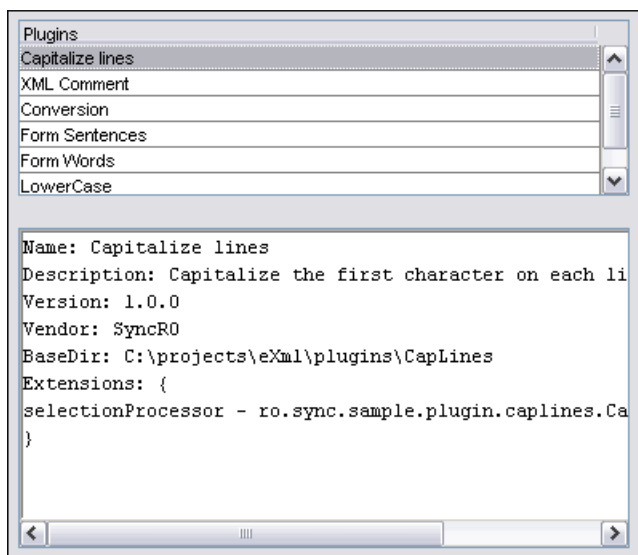 Plugins
Capitalize lines
XML Comment
Conversion
Form Sentences
Form Words
LowerCase
Name: Capitalize lines
Description: Capitalize the first character on each li
Version: 1.0.0
Vendor: SyncRO
BaseDir: C:\projects\eXml\plugins\CapLines
Extensions: {
selectionProcessor - ro.sync.sample.plugin.caplines.Ca
}